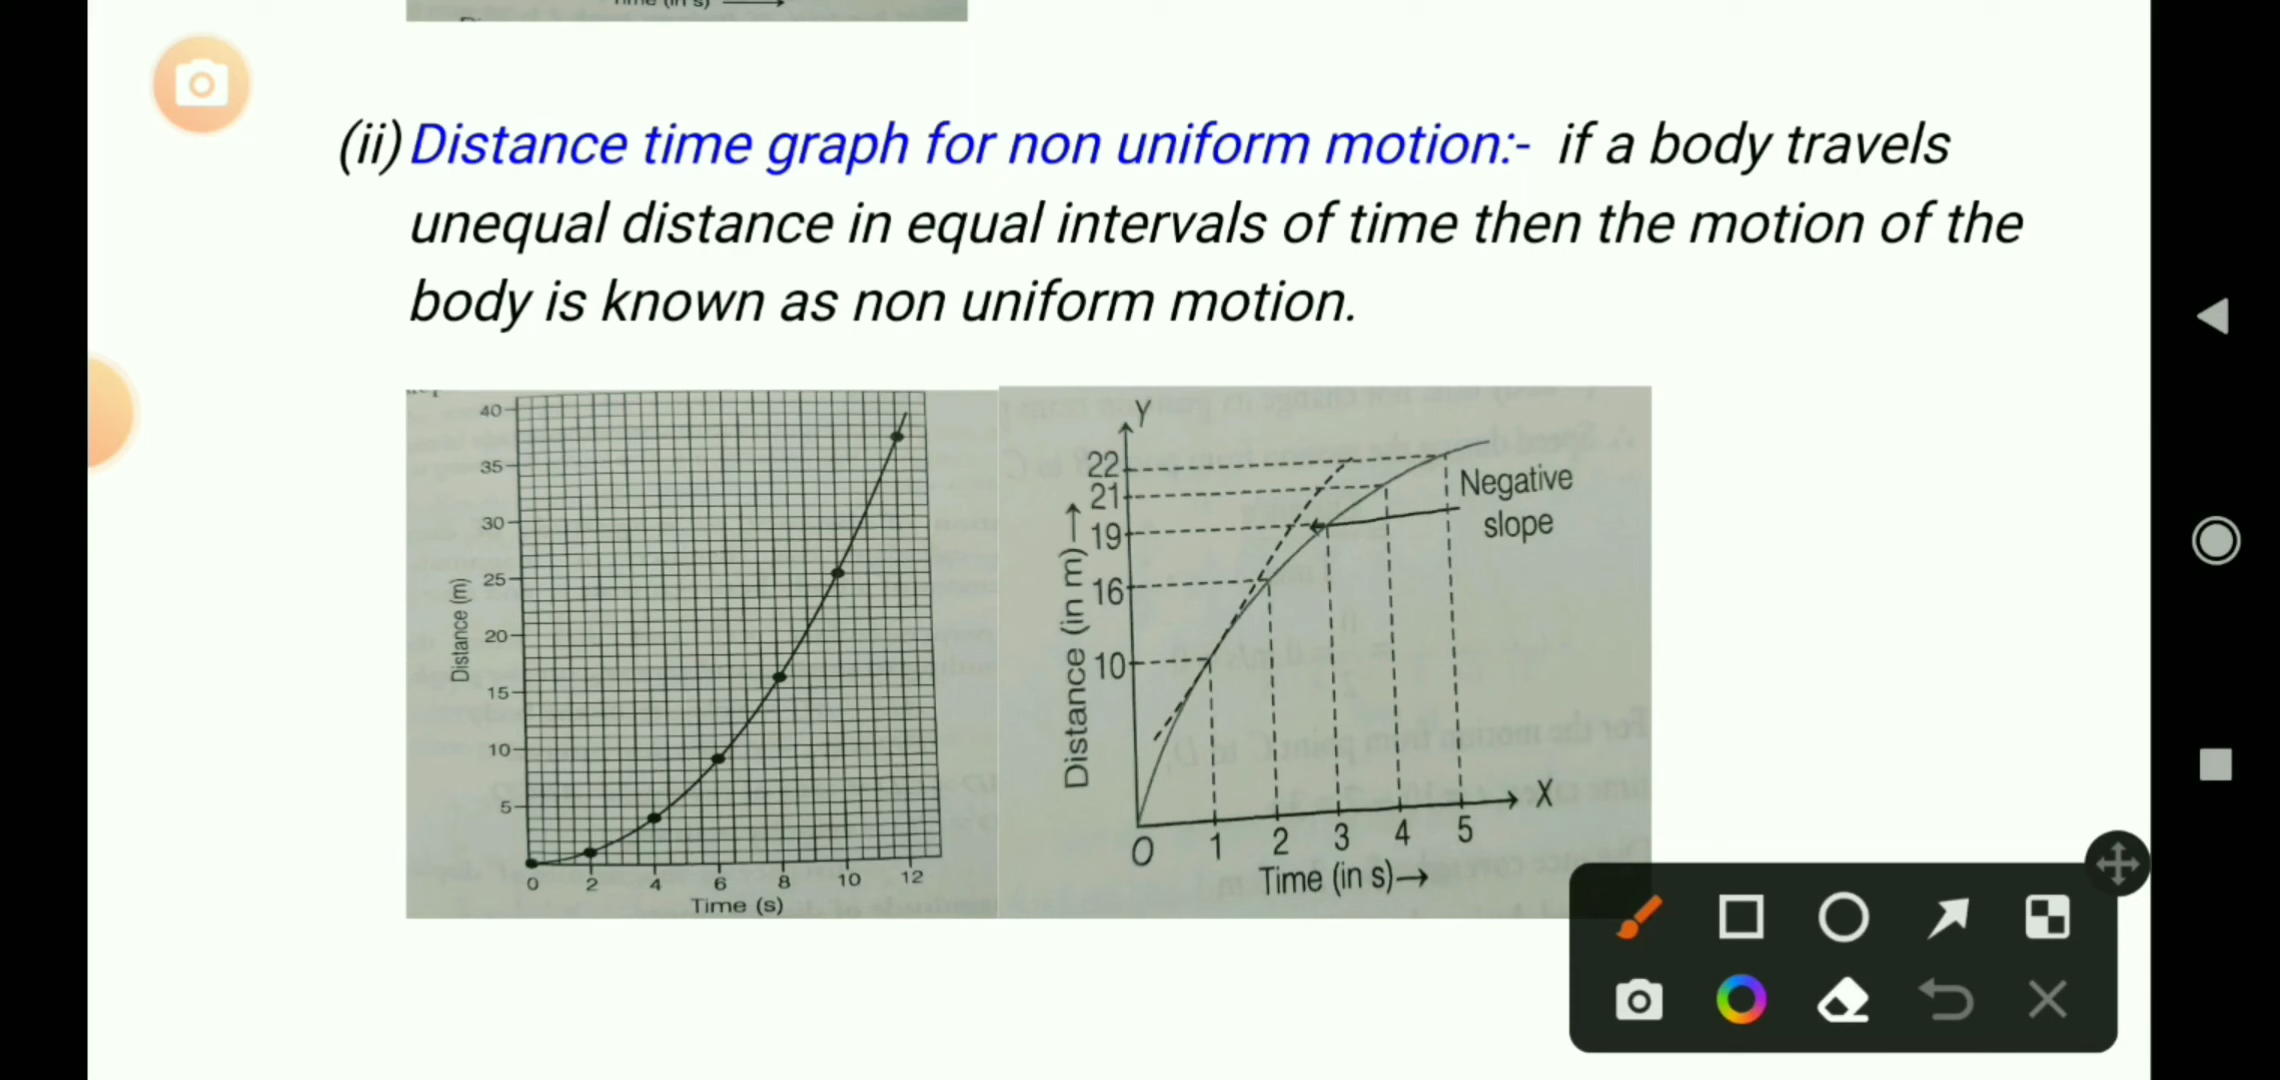 Time (in s)
(ii) Distance time graph for non uniform motion:- if a body travels
unequal distance in equal intervals of time then the motion of the
body is known as non uniform motion.
40
35
30
25
20
15
10
5
Distance (m)
0 2 4 6 8 10 12
Time (s)
Y
22
21
19
16
10
Distance (in m)→
Negative
slope
X
O 1 2 3 4 5
Time (in s)→